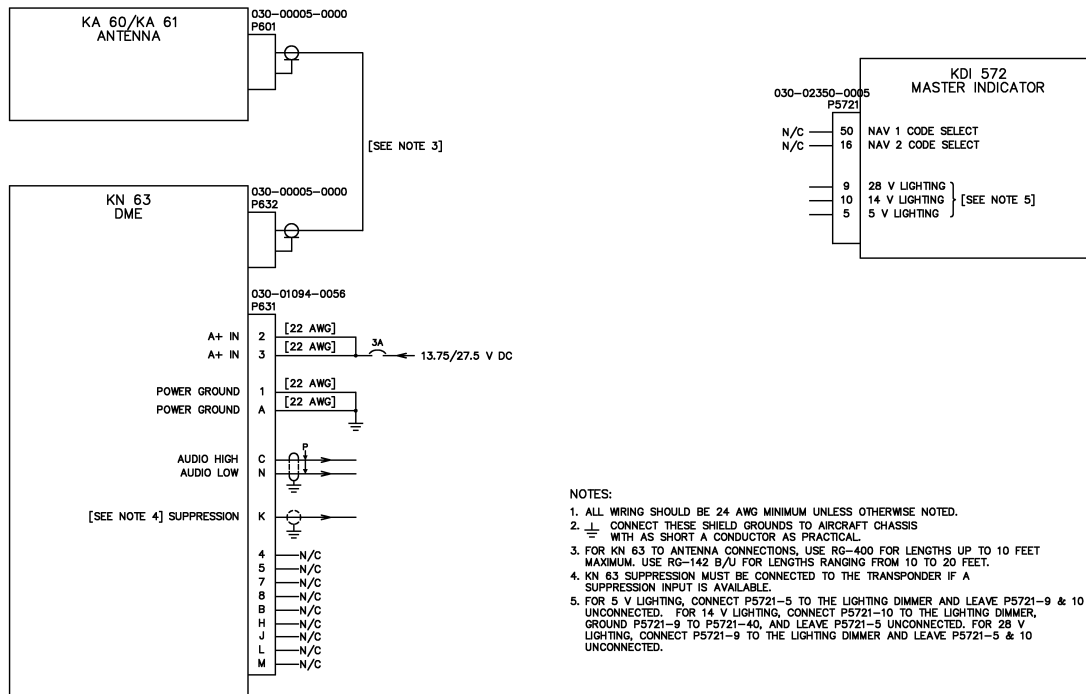 KA 60/KA 61
ANTENNA
030-00005-0000
P601
[SEE NOTE 3]
KN 63
DME
030-00005-0000
P632
030-01094-0056
P631
A+ IN 2 [22 AWG]
A+ IN 3 [22 AWG]
3A
13.75/27.5 V DC
POWER GROUND 1 [22 AWG]
POWER GROUND A [22 AWG]
P
AUDIO HIGH C
AUDIO LOW N
[SEE NOTE 4] SUPPRESSION K
4 N/C
5 N/C
7 N/C
8 N/C
B N/C
H N/C
J N/C
L N/C
M N/C
KDI 572
MASTER INDICATOR
030-02350-0005
P5721
N/C 50 NAV 1 CODE SELECT
N/C 16 NAV 2 CODE SELECT
9 28 V LIGHTING
10 14 V LIGHTING [SEE NOTE 5]
5 5 V LIGHTING
NOTES:
1. ALL WIRING SHOULD BE 24 AWG MINIMUM UNLESS OTHERWISE NOTED.
2. CONNECT THESE SHIELD GROUNDS TO AIRCRAFT CHASSIS
WITH AS SHORT A CONDUCTOR AS PRACTICAL.
3. FOR KN 63 TO ANTENNA CONNECTIONS, USE RG-400 FOR LENGTHS UP TO 10 FEET
MAXIMUM. USE RG-142 B/U FOR LENGTHS RANGING FROM 10 TO 20 FEET.
4. KN 63 SUPPRESSION MUST BE CONNECTED TO THE TRANSPONDER IF A
SUPPRESSION INPUT IS AVAILABLE.
5. FOR 5 V LIGHTING, CONNECT P5721-5 TO THE LIGHTING DIMMER AND LEAVE P5721-9 & 10
UNCONNECTED. FOR 14 V LIGHTING, CONNECT P5721-10 TO THE LIGHTING DIMMER,
GROUND P5721-9 TO P5721-40, AND LEAVE P5721-5 UNCONNECTED. FOR 28 V
LIGHTING, CONNECT P5721-9 TO THE LIGHTING DIMMER AND LEAVE P5721-5 & 10
UNCONNECTED.